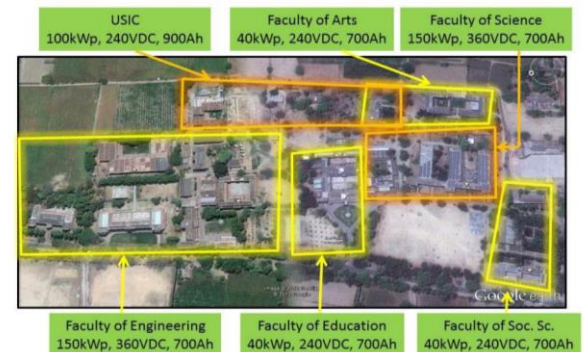 USIC
100kWp, 240VDC, 900Ah
Faculty of Arts
40kWp, 240VDC, 700Ah
Faculty of Science
150kWp, 360VDC, 700Ah
Google earth
Faculty of Engineering
150kWp, 360VDC, 700Ah
Faculty of Education
40kWp, 240VDC, 700Ah
Faculty of Soc. Sc.
40kWp, 240VDC, 700Ah